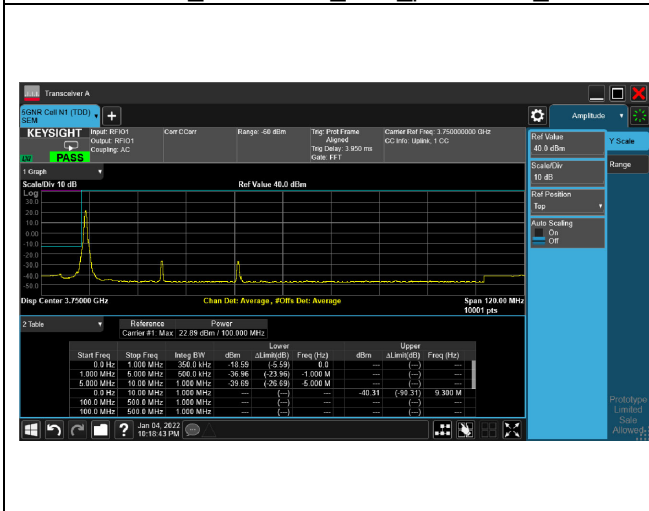 Transceiver A
5GNR Cell N1 (TDD)
SEM
Amplitude
KEYSIGHT
Input: RFIO1
Output: RFIO1
Coupling: AC
Corr CCorr
Range: -60 dBm
Trig: Prot Frame
Aligned
Trig Delay: 3.950 ms
Gate: FFT
Carrier Ref Freq: 3.750000000 GHz
CC Info: Uplink, 1 CC
PASS
Ref Value
40.0 dBm
Y Scale
Scale/Div
10 dB
Range
Ref Position
Top
Auto Scaling
On
Off
1 Graph
Scale/Div 10 dB
Ref Value 40.0 dBm
Log
30.0
20.0
10.0
0.00
-10.0
-20.0
-30.0
-40.0
-50.0
Disp Center 3.75000 GHz
Chan Det: Average , #Offs Det: Average
Span 120.00 MHz
10001 pts
2 Table
Reference Power
Carrier #1: Max 22.89 dBm / 100.000 MHz
Lower Upper
Start Freq Stop Freq Integ BW dBm ΔLimit(dB) Freq (Hz) dBm ΔLimit(dB) Freq (Hz)
0.0 Hz 1.000 MHz 350.0 kHz -18.59 (-5.59) 0.0 --- (---) ---
1.000 MHz 5.000 MHz 500.0 kHz -36.96 (-23.96) -1.000 M --- (---) ---
5.000 MHz 10.00 MHz 1.000 MHz -39.69 (-26.69) -5.000 M --- (---) ---
0.0 Hz 10.00 MHz 1.000 MHz --- (---) --- -40.31 (-90.31) 9.300 M
100.0 MHz 500.0 MHz 1.000 MHz --- (---) --- --- (---) ---
100.0 MHz 500.0 MHz 1.000 MHz --- (---) --- --- (---) ---
Prototype
Limited
Sale
Allowed
Jan 04, 2022
10:18:43 PM